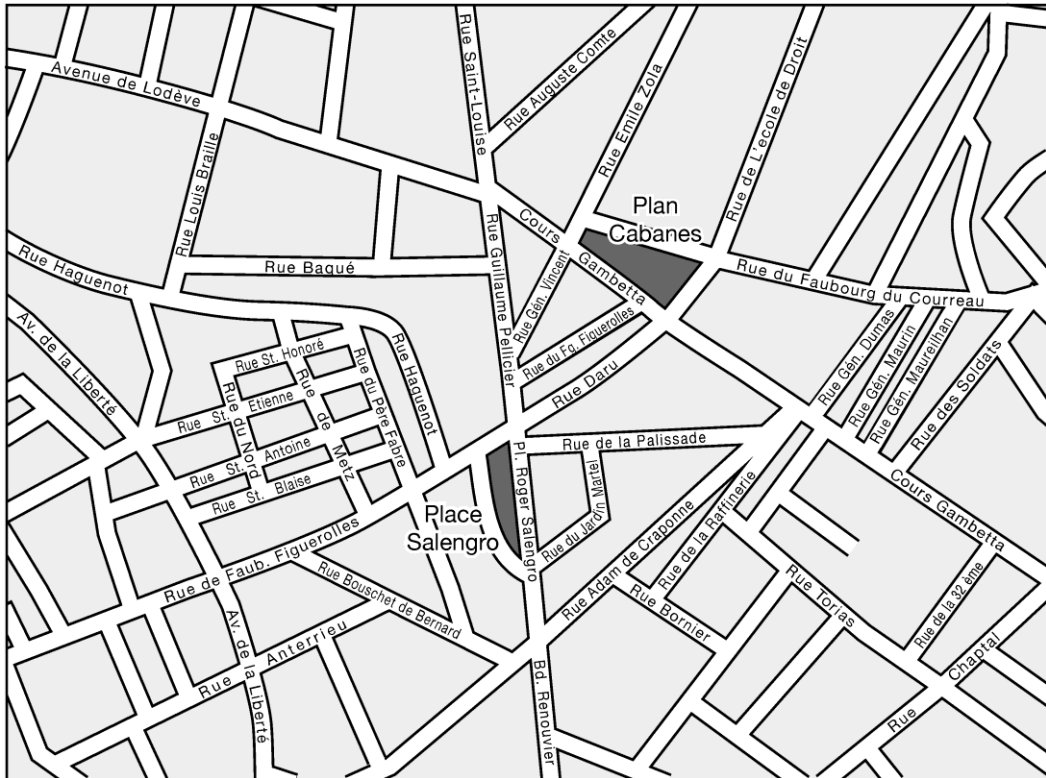 Avenue de Lodève
Rue Saint-Louise
Rue Auguste Comte
Rue Emile Zola
Rue de L'ecole de Droit
Rue Louis Braille
Plan
Cabanes
Cours
Gambetta
Rue Haguenot
Rue Baqué
Rue Guillaume Pellicier
Rue Gén. Vincent
Rue du Faubourg du Courreau
Av. de la Liberté
Rue St. Honoré
Rue Haguenot
Rue du Fg. Figuerolles
Rue Gén. Dumas
Rue Gén. Maurin
Rue Gén. Maureilhan
Rue des Soldats
Rue du Père Fabre
Rue Daru
Rue St. Etienne
Rue du Nord
Rue de Metz
Rue St. Antoine
Rue St. Blaise
Rue de la Palissade
Pl. Roger Salengro
Rue du Jardin Martel
Place
Salengro
Rue Adam de Craponne
Rue de la Raffinerie
Cours Gambetta
Rue de Faub. Figuerolles
Rue Bouschet de Bernard
Rue Bornier
Rue Torias
Rue de la 32 ème
Av. de la Liberté
Rue Anterrieu
Bd. Renouvier
Rue Chaptal